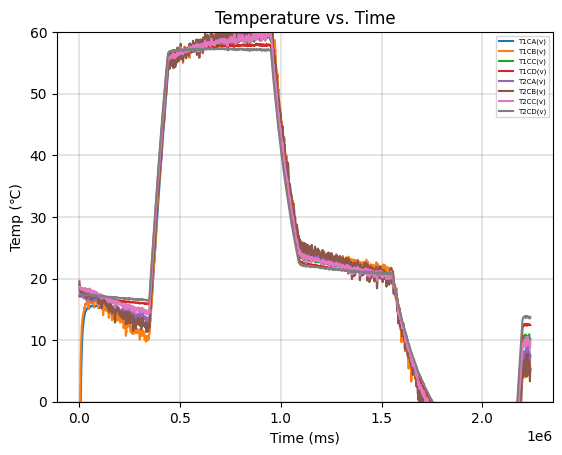 Temperature vs. Time
60
50
40
30
20
10
0
Temp (℃)
T1CA(v)
T1CB(v)
T1CC(v)
T1CD(v)
T2CA(v)
T2CB(v)
T2CC(v)
T2CD(v)
0.0
0.5
1.0
1.5
2.0
1e6
Time (ms)